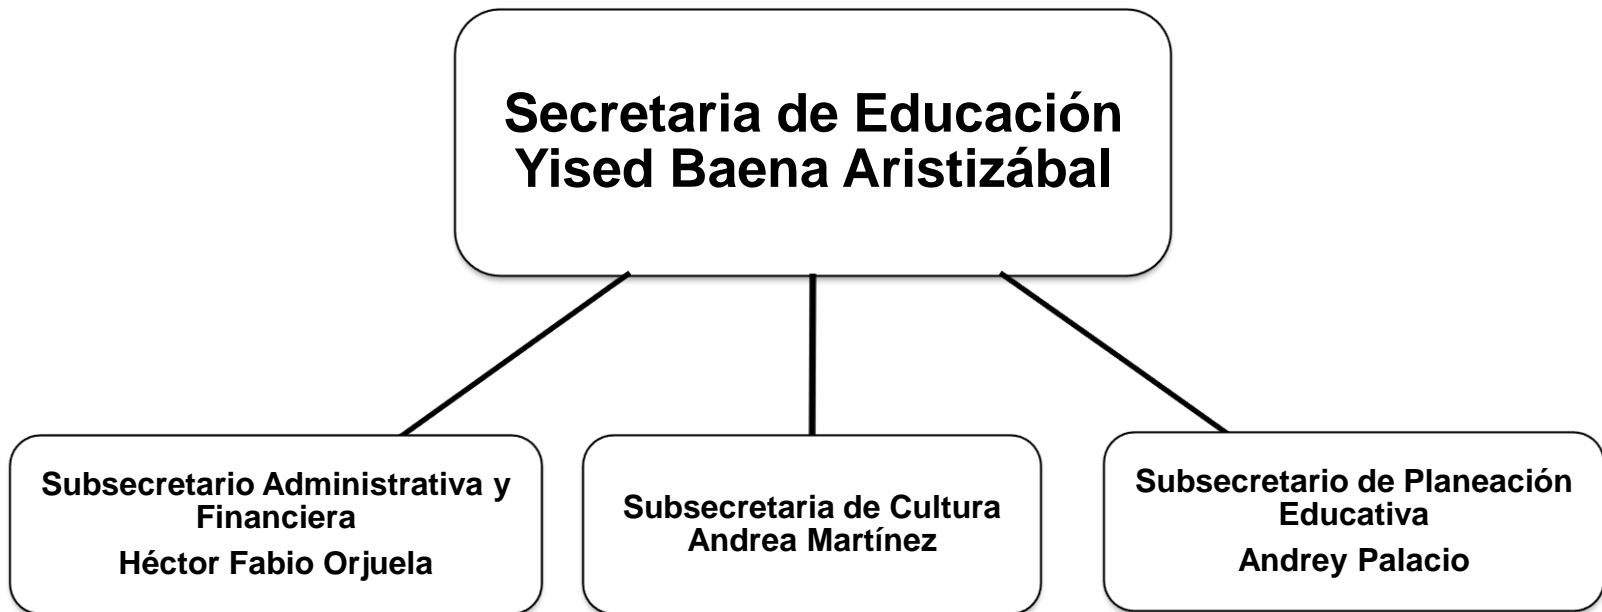 Secretaria de Educación
Yised Baena Aristizábal
Subsecretario Administrativa y
Financiera
Héctor Fabio Orjuela
Subsecretaria de Cultura
Andrea Martínez
Subsecretario de Planeación
Educativa
Andrey Palacio